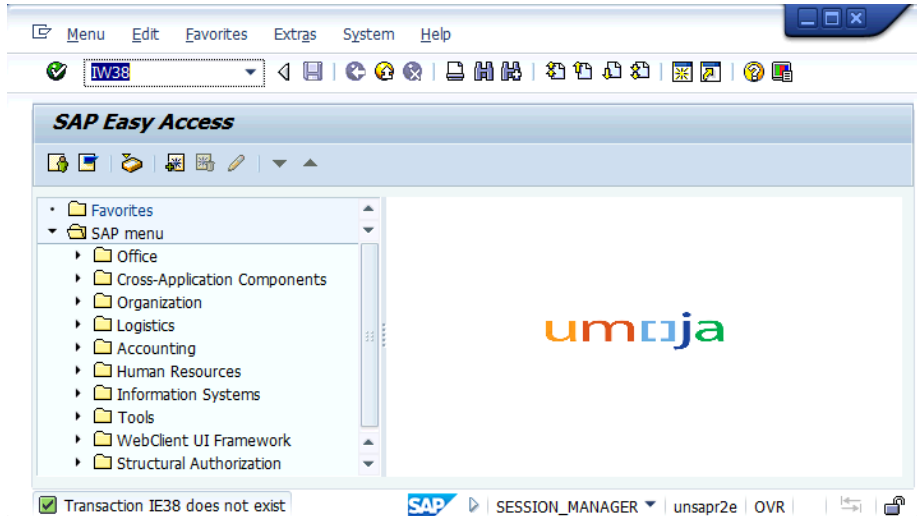 Menu Edit Favorites Extras System Help
IW38
SAP Easy Access
Favorites
SAP menu
Office
Cross-Application Components
Organization
Logistics
Accounting
Human Resources
Information Systems
Tools
WebClient UI Framework
Structural Authorization
umoja
Transaction IE38 does not exist
SAP
SESSION_MANAGER
unsapr2e
OVR